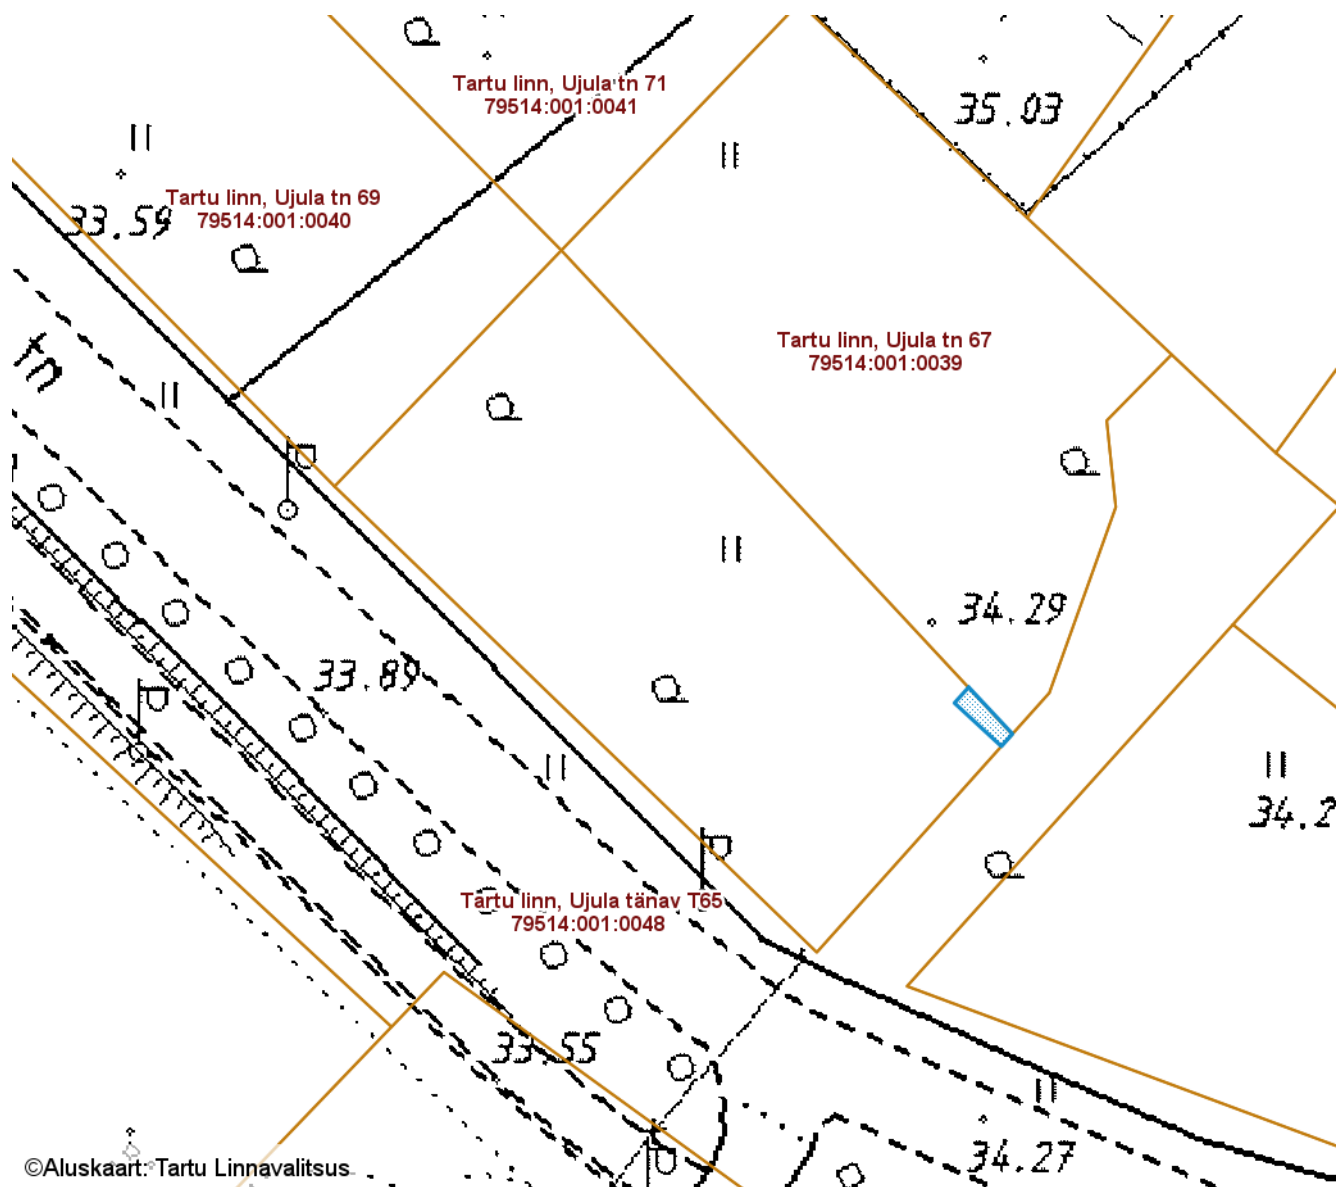 Tartu linn, Ujula tn 71
79514:001:0041
35.03
Tartu linn, Ujula tn 69
79514:001:0040
33.59
tn
Tartu linn, Ujula tn 67
79514:001:0039
34.29
33.89
34.2
Tartu linn, Ujula tänav T65
79514:001:0048
33.55
34.27
©Aluskaart: Tartu Linnavalitsus